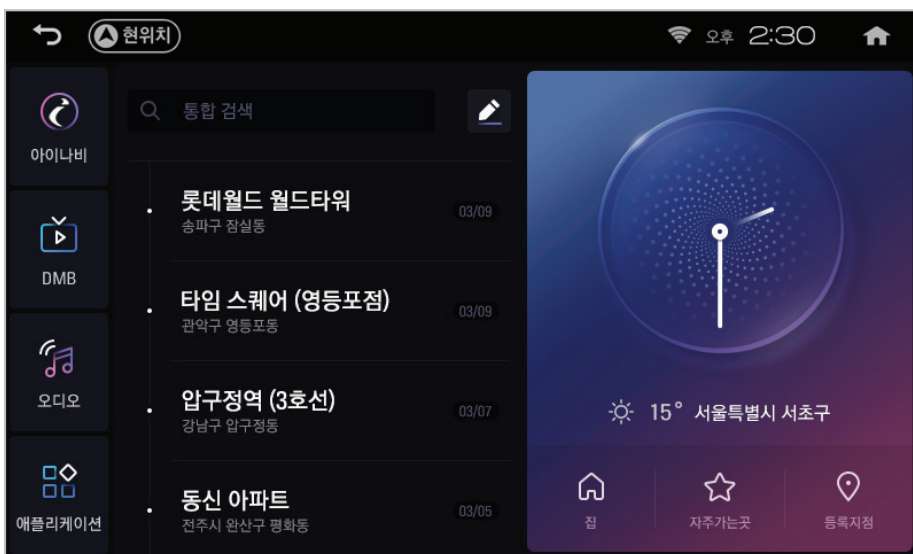 현위치
오후 2:30
아이나비
DMB
오디오
애플리케이션
통합 검색
롯데월드 월드타워
송파구 잠실동
03/09
타임 스퀘어 (영등포점)
관악구 영등포동
03/09
압구정역 (3호선)
강남구 압구정동
03/07
동신 아파트
전주시 완산구 평화동
03/05
15° 서울특별시 서초구
집
자주가는곳
등록지점